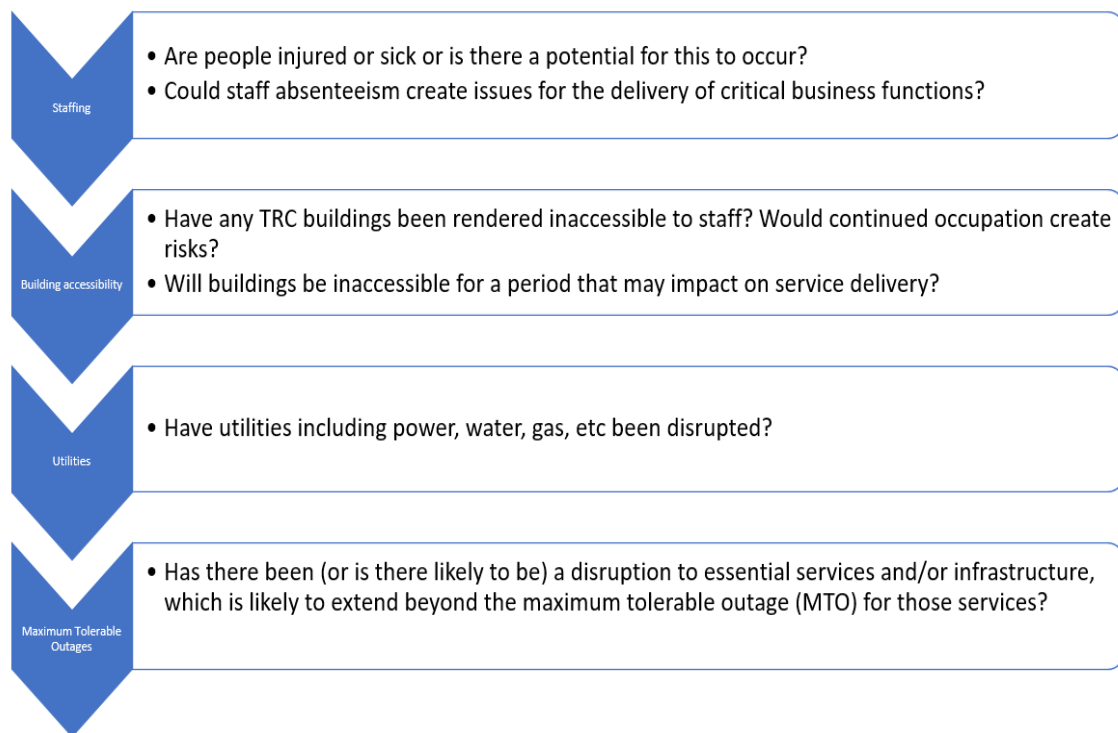 Staffing
• Are people injured or sick or is there a potential for this to occur?
• Could staff absenteeism create issues for the delivery of critical business functions?
Building accessibility
• Have any TRC buildings been rendered inaccessible to staff? Would continued occupation create
risks?
• Will buildings be inaccessible for a period that may impact on service delivery?
Utilities
• Have utilities including power, water, gas, etc been disrupted?
Maximum Tolerable
Outages
• Has there been (or is there likely to be) a disruption to essential services and/or infrastructure,
which is likely to extend beyond the maximum tolerable outage (MTO) for those services?